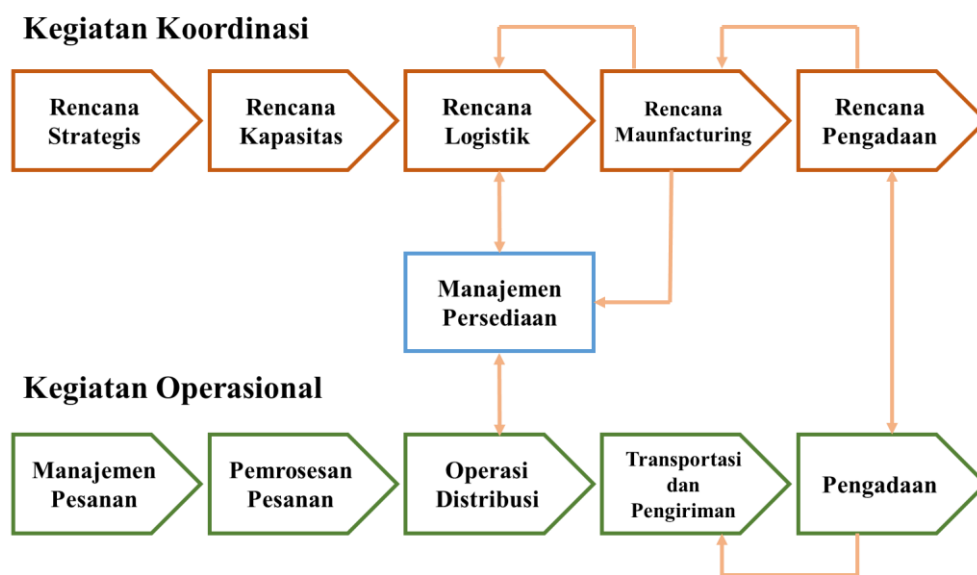 Kegiatan Koordinasi
Rencana
Strategis
Rencana
Kapasitas
Rencana
Logistik
Rencana
Maunfacturing
Rencana
Pengadaan
Manajemen
Persediaan
Kegiatan Operasional
Manajemen
Pesanan
Pemrosesan
Pesanan
Operasi
Distribusi
Transportasi
dan
Pengiriman
Pengadaan